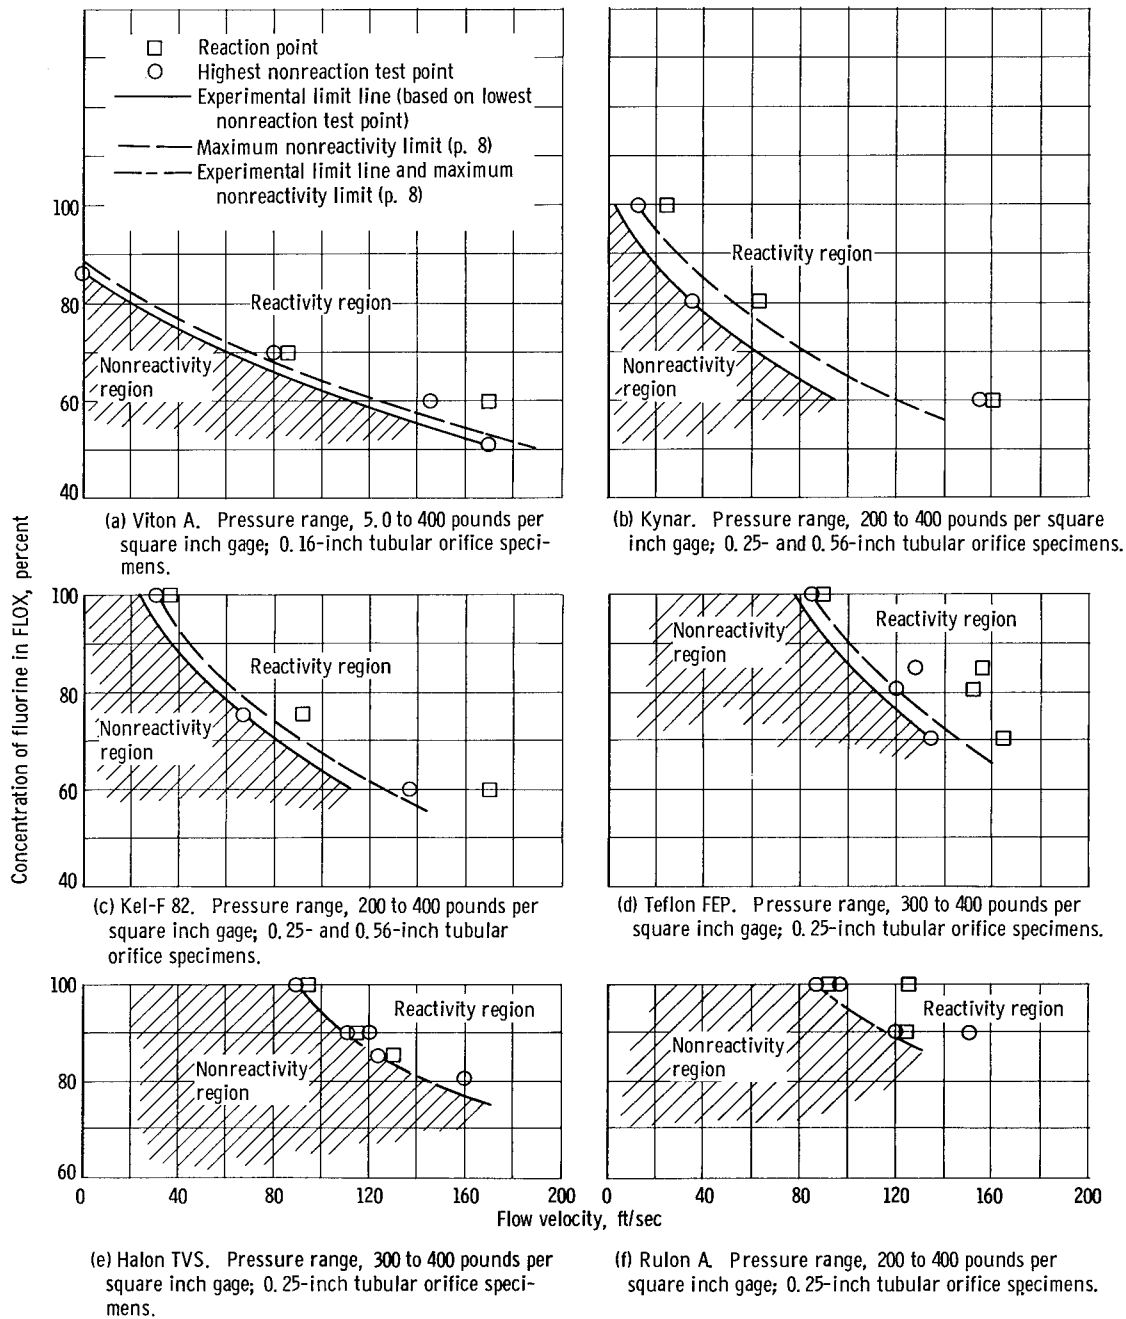 Reaction point
Highest nonreaction test point
Experimental limit line (based on lowest
nonreaction test point)
Maximum nonreactivity limit (p. 8)
Experimental limit line and maximum
nonreactivity limit (p. 8)
100
80
60
40
Reactivity region
Nonreactivity
region
Reactivity region
Nonreactivity
region
(a) Viton A. Pressure range, 5.0 to 400 pounds per
square inch gage; 0.16-inch tubular orifice speci-
mens.
(b) Kynar. Pressure range, 200 to 400 pounds per square
inch gage; 0.25- and 0.56-inch tubular orifice specimens.
Concentration of fluorine in FLOX, percent
100
80
60
40
Reactivity region
Nonreactivity
region
Reactivity region
Nonreactivity
region
(c) Kel-F 82. Pressure range, 200 to 400 pounds per
square inch gage; 0.25- and 0.56-inch tubular
orifice specimens.
(d) Teflon FEP. Pressure range, 300 to 400 pounds per
square inch gage; 0.25-inch tubular orifice specimens.
100
80
60
Reactivity region
Nonreactivity
region
Reactivity region
Nonreactivity
region
0 40 80 120 160 200
0 40 80 120 160 200
Flow velocity, ft/sec
(e) Halon TVS. Pressure range, 300 to 400 pounds per
square inch gage; 0.25-inch tubular orifice speci-
mens.
(f) Rulon A. Pressure range, 200 to 400 pounds per
square inch gage; 0.25-inch tubular orifice specimens.